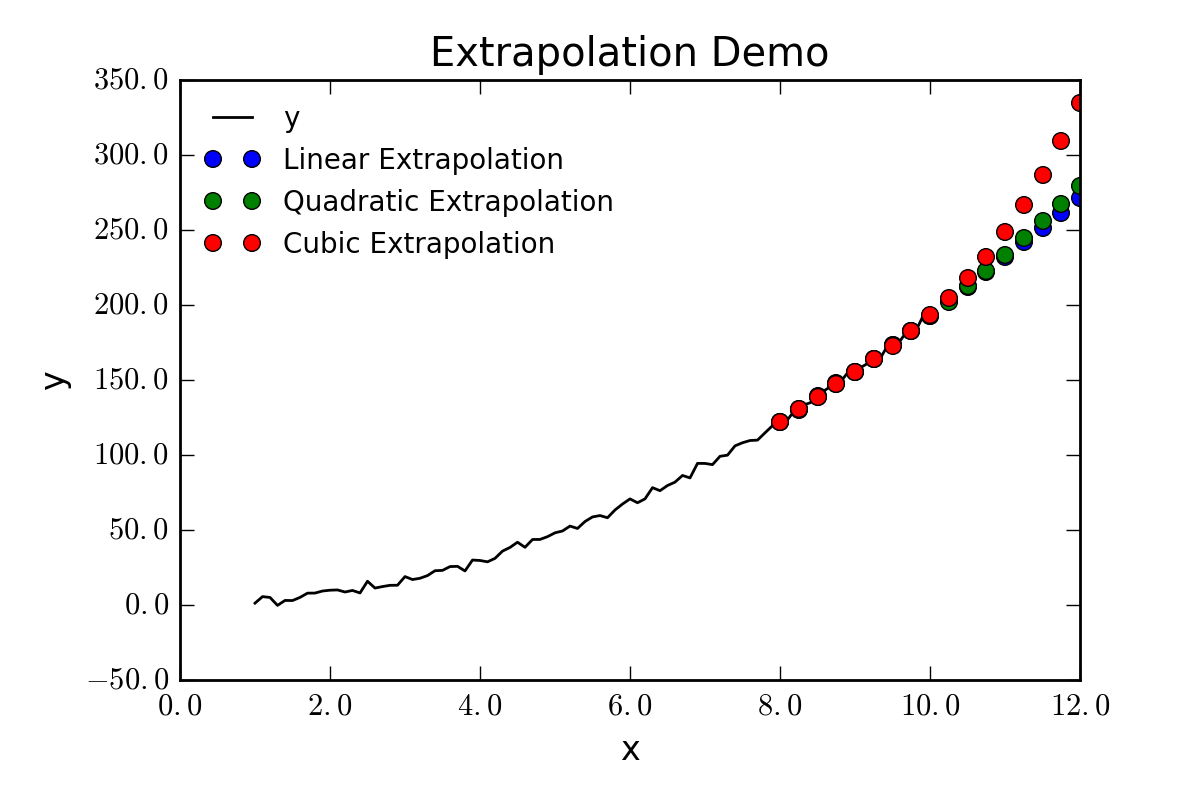 Extrapolation Demo
350.0
300.0
250.0
200.0
150.0
100.0
50.0
0.0
−50.0
y
y
Linear Extrapolation
Quadratic Extrapolation
Cubic Extrapolation
0.0 2.0 4.0 6.0 8.0 10.0 12.0
x